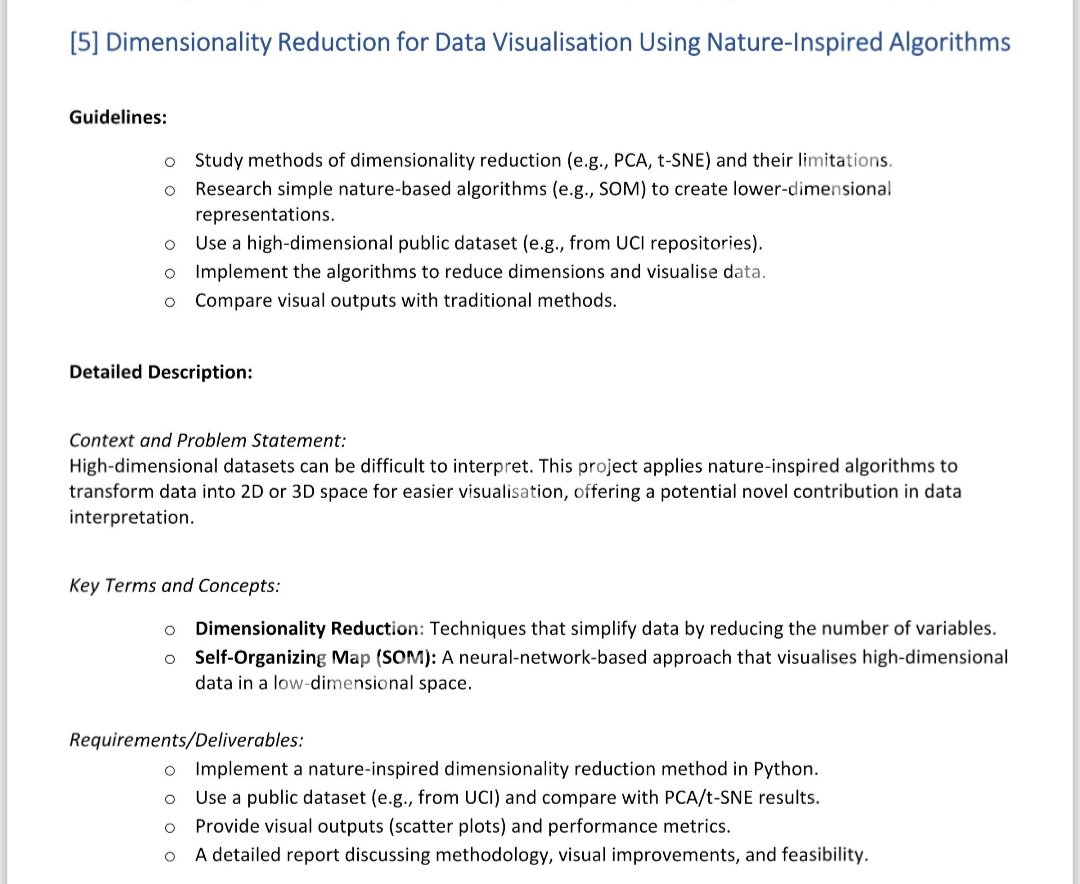 [5] Dimensionality Reduction for Data Visualisation Using Nature-Inspired Algorithms
Guidelines:
o Study methods of dimensionality reduction (e.g., PCA, t-SNE) and their limitations.
o Research simple nature-based algorithms (e.g., SOM) to create lower-dimensional
representations.
o Use a high-dimensional public dataset (e.g., from UCI repositories).
o Implement the algorithms to reduce dimensions and visualise data.
o Compare visual outputs with traditional methods.
Detailed Description:
Context and Problem Statement:
High-dimensional datasets can be difficult to interpret. This project applies nature-inspired algorithms to
transform data into 2D or 3D space for easier visualisation, offering a potential novel contribution in data
interpretation.
Key Terms and Concepts:
o Dimensionality Reduction: Techniques that simplify data by reducing the number of variables.
o Self-Organizing Map (SOM): A neural-network-based approach that visualises high-dimensional
data in a low-dimensional space.
Requirements/Deliverables:
o Implement a nature-inspired dimensionality reduction method in Python.
o Use a public dataset (e.g., from UCI) and compare with PCA/t-SNE results.
o Provide visual outputs (scatter plots) and performance metrics.
o A detailed report discussing methodology, visual improvements, and feasibility.